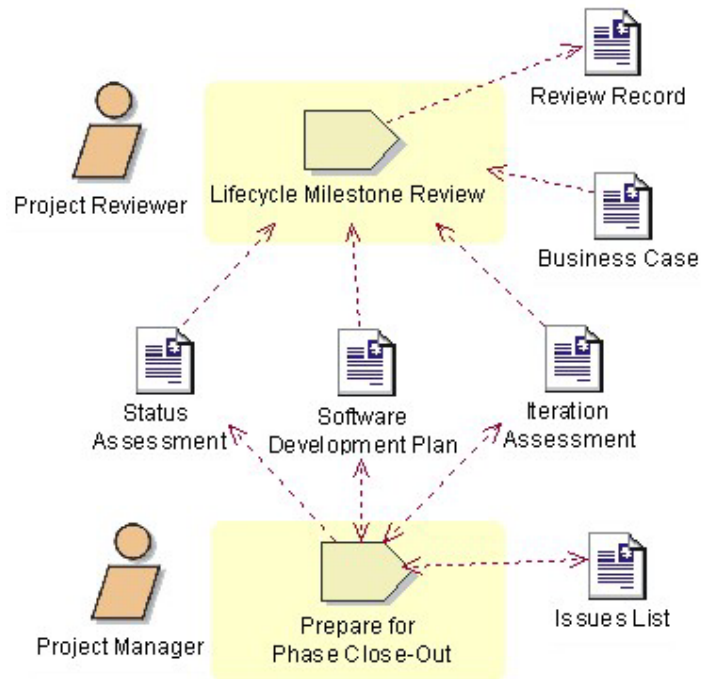 Review Record
Project Reviewer
Lifecycle Milestone Review
Business Case
Status
Assessment
Software
Development Plan
Iteration
Assessment
Project Manager
Prepare for
Phase Close-Out
Issues List